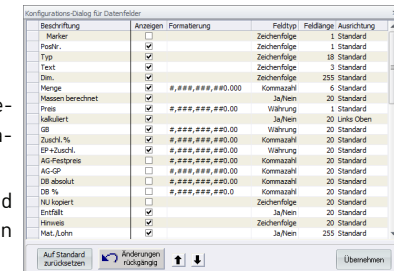 Konfigurations-Dialog für Datenfelder
Beschriftung Anzeigen Formatierung Feldtyp Feldlänge Ausrichtung
Marker Zeichenfolge 1 Standard
PosNr. Zeichenfolge 1 Standard
Typ Zeichenfolge 18 Standard
Text Zeichenfolge 3 Standard
Dim. Zeichenfolge 255 Standard
Menge #,###,###,##0.000 Kommazahl 6 Standard
Massen berechnet Ja/Nein 20 Standard
Preis #,###,###,##0.00 Währung 1 Standard
kalkuliert Ja/Nein 20 Links Oben
GB #,###,###,##0.00 Währung 20 Standard
Zuschl.% #,###,###,##0.00 Kommazahl 20 Standard
EP+Zuschl. #,###,###,##0.00 Währung 20 Standard
AG-Festpreis #,###,###,##0.00 Kommazahl 20 Standard
AG-GP #,###,###,##0.00 Kommazahl 20 Standard
DB absolut #,###,###,##0.00 Kommazahl 20 Standard
DB % #,###,###,##0.0 Kommazahl 20 Standard
NU kopiert Zeichenfolge 20 Standard
Entfällt Ja/Nein 20 Standard
Hinweis Zeichenfolge 20 Standard
Mat./Lohn Ja/Nein 255 Standard
Auf Standard zurücksetzen
Änderungen rückgängig
Übernehmen
e-
n-
d
n